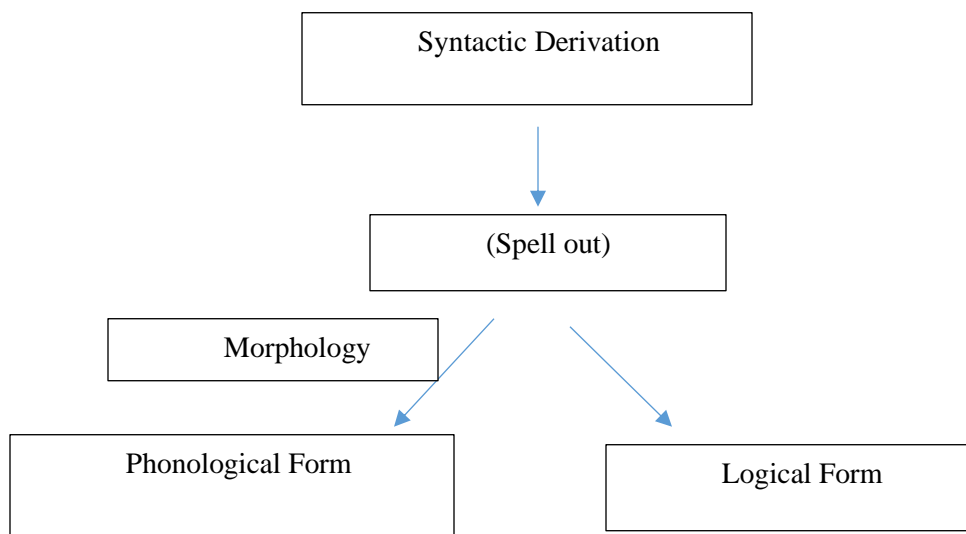 Syntactic Derivation
(Spell out)
Morphology
Phonological Form
Logical Form